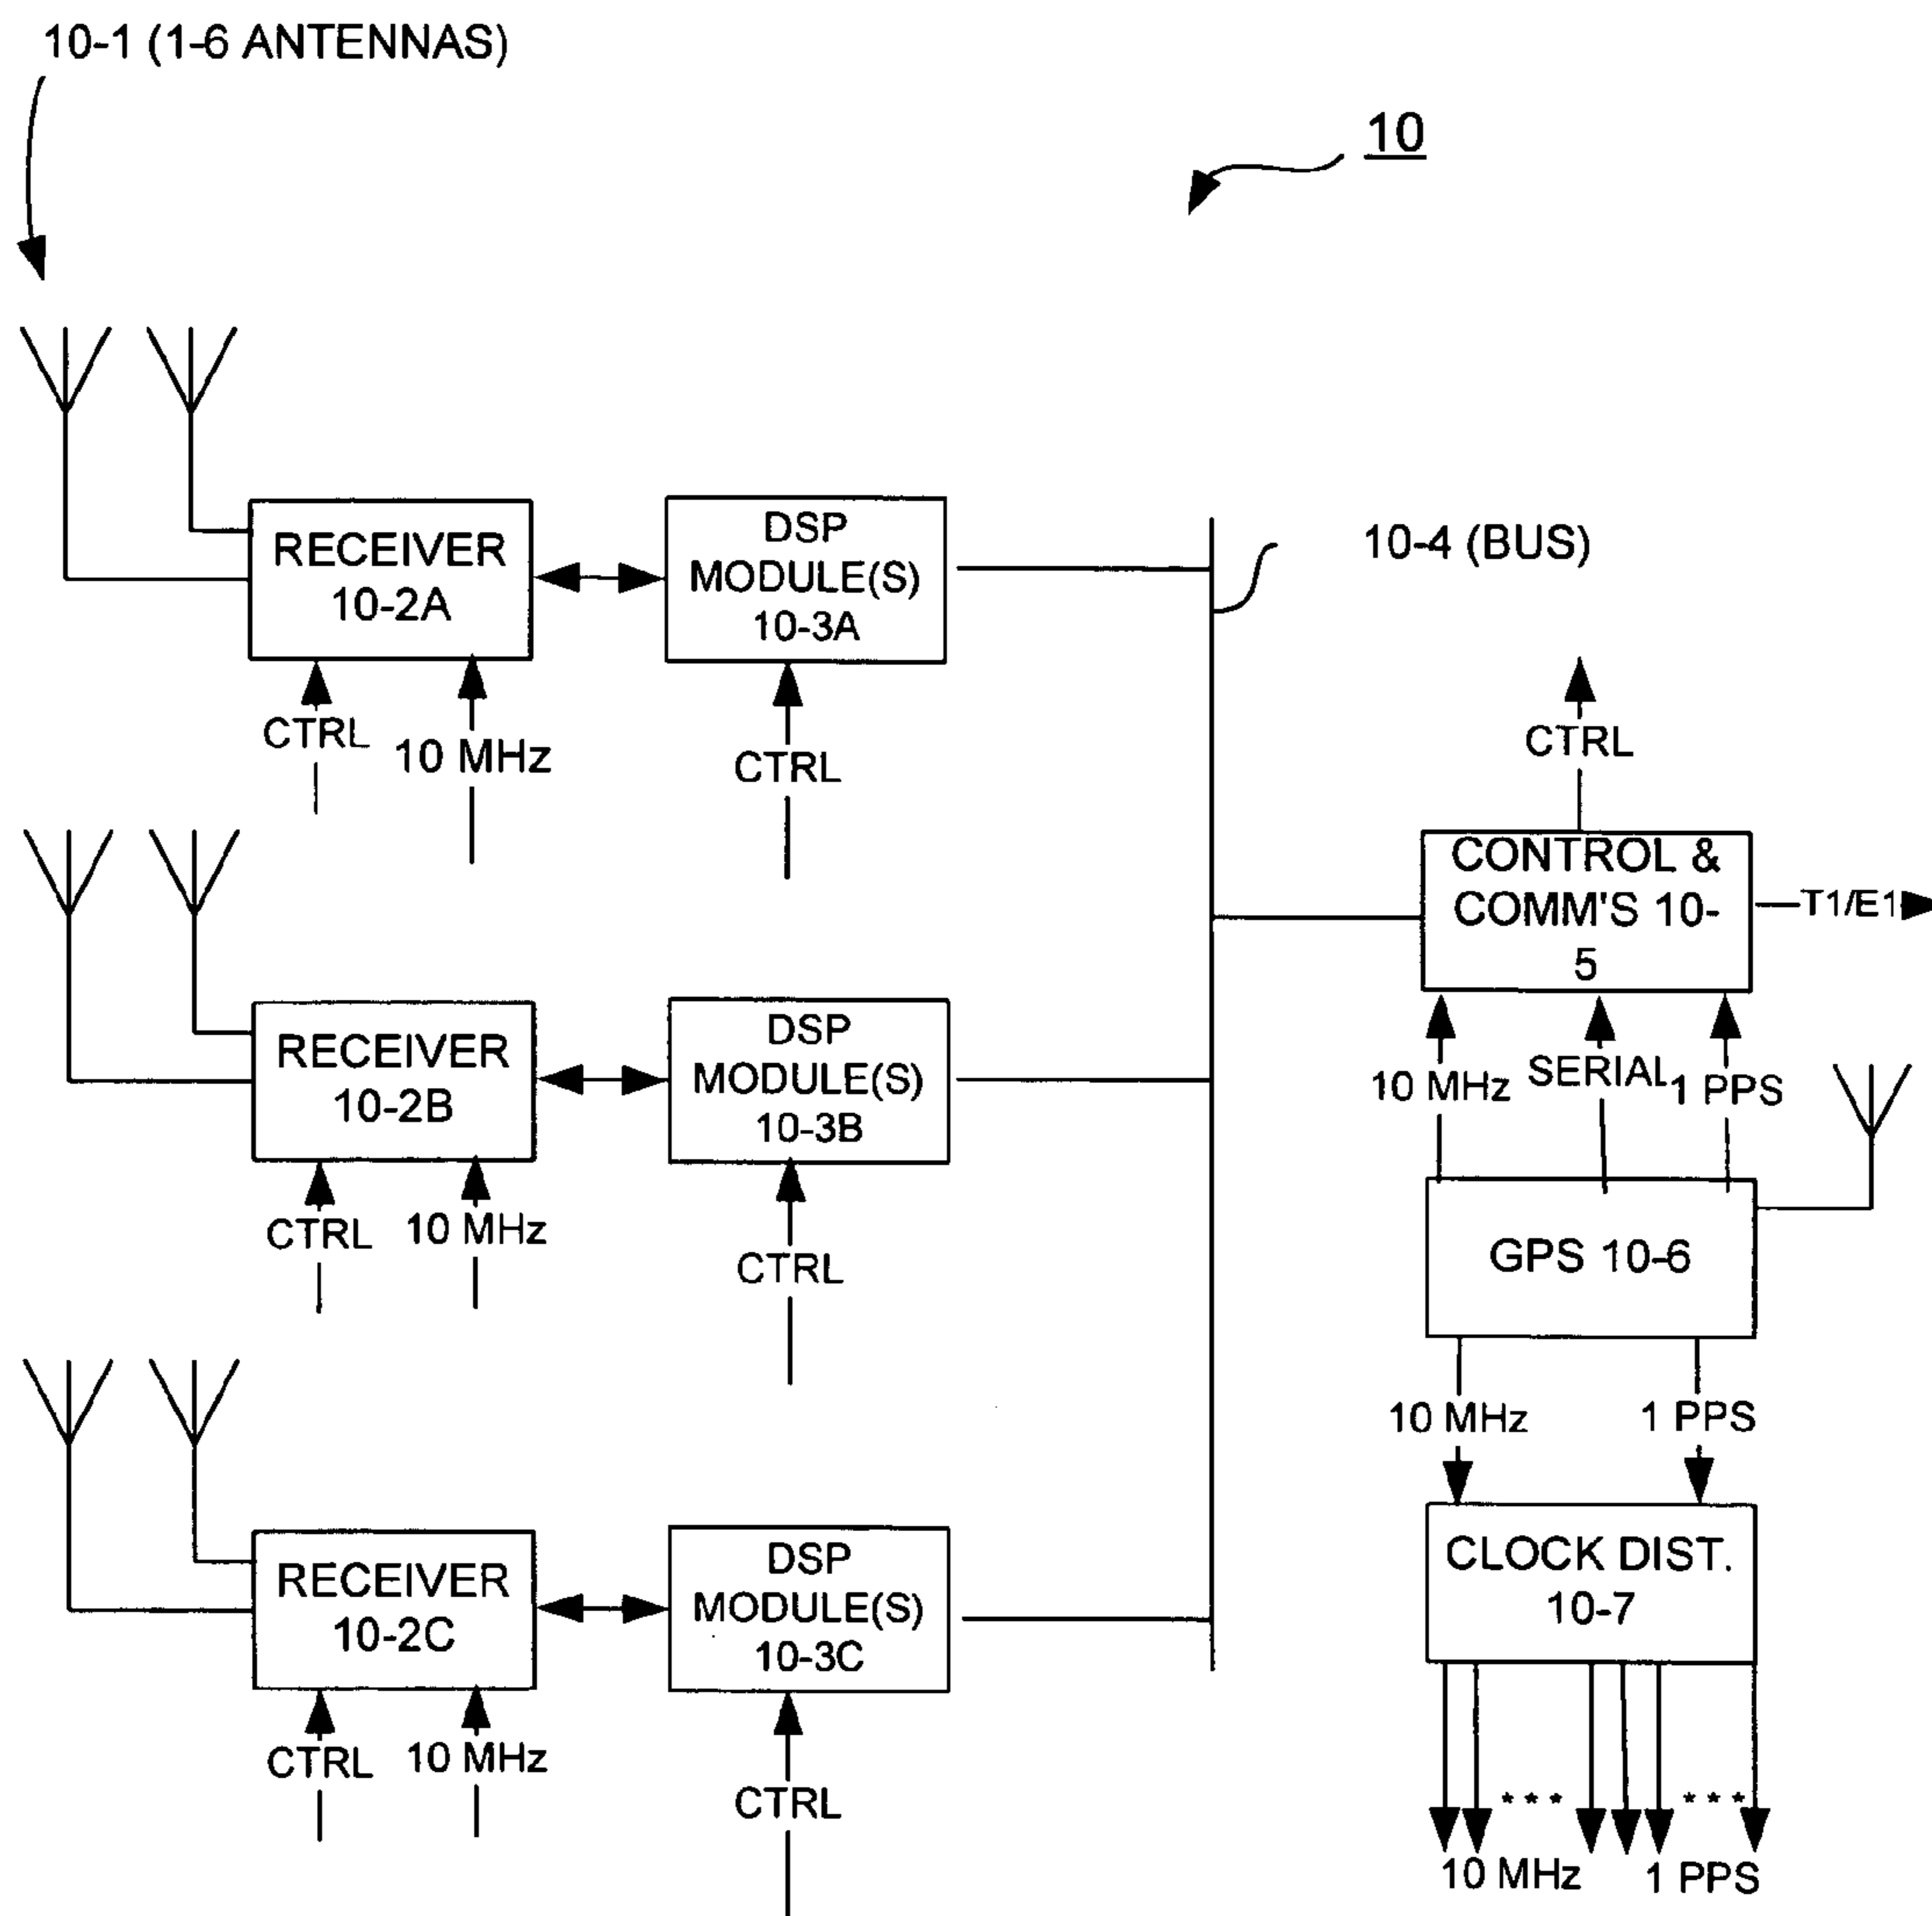 10-1 (1-6 ANTENNAS)
10
RECEIVER
10-2A
DSP
MODULE(S)
10-3A
10-4 (BUS)
CTRL
10 MHz
CTRL
CTRL
CONTROL &
COMM'S 10-
5
T1/E1
RECEIVER
10-2B
DSP
MODULE(S)
10-3B
10 MHz
SERIAL
1 PPS
CTRL
10 MHz
CTRL
GPS 10-6
10 MHz
1 PPS
RECEIVER
10-2C
DSP
MODULE(S)
10-3C
CLOCK DIST.
10-7
CTRL
10 MHz
CTRL
* * *
* * *
10 MHz
1 PPS